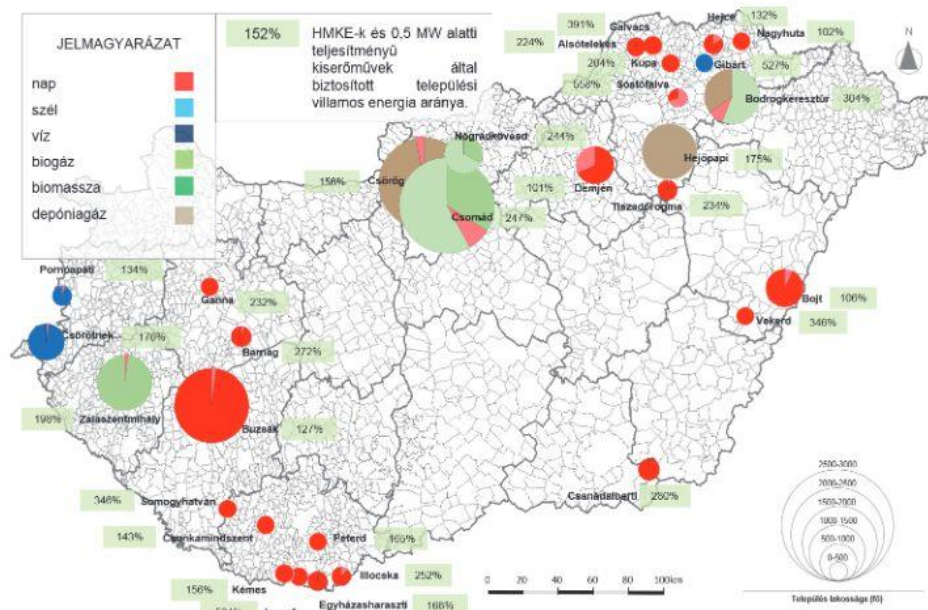 JELMAGYARÁZAT
nap
szél
víz
biogáz
biomassza
depóniagáz
152%
HMKE-k és 0,5 MW alatti
teljesítményű
kiserőművek által
biztosított települési
villamos energia aránya.
391%
Galvács
Hejce
132%
224%
Alsótelekes
Nagyhuta
102%
204%
Kupa
Gibárt
527%
558%
Sóstófalva
Bodrogkeresztúr
304%
N
Nógrádkövesd
244%
156%
Csörög
Hejőpapi
175%
101%
Demjén
Csomád
247%
Tiszadorogma
234%
Pornóapáti
134%
Ganna
232%
Bojt
106%
Vekerd
346%
Csörötnek
176%
Barnag
272%
198%
Zalaszentmihály
Buzsák
127%
Csanádalberti
280%
346%
Somogyhatvan
143%
Csonkamindszent
Peterd
165%
156%
Kémes
Illocska
252%
Egyházasharaszti
168%
0 20 40 60 80 100km
2500-3000
2000-2500
1500-2000
1000-1500
500-1000
0-500
Település lakossága (fő)